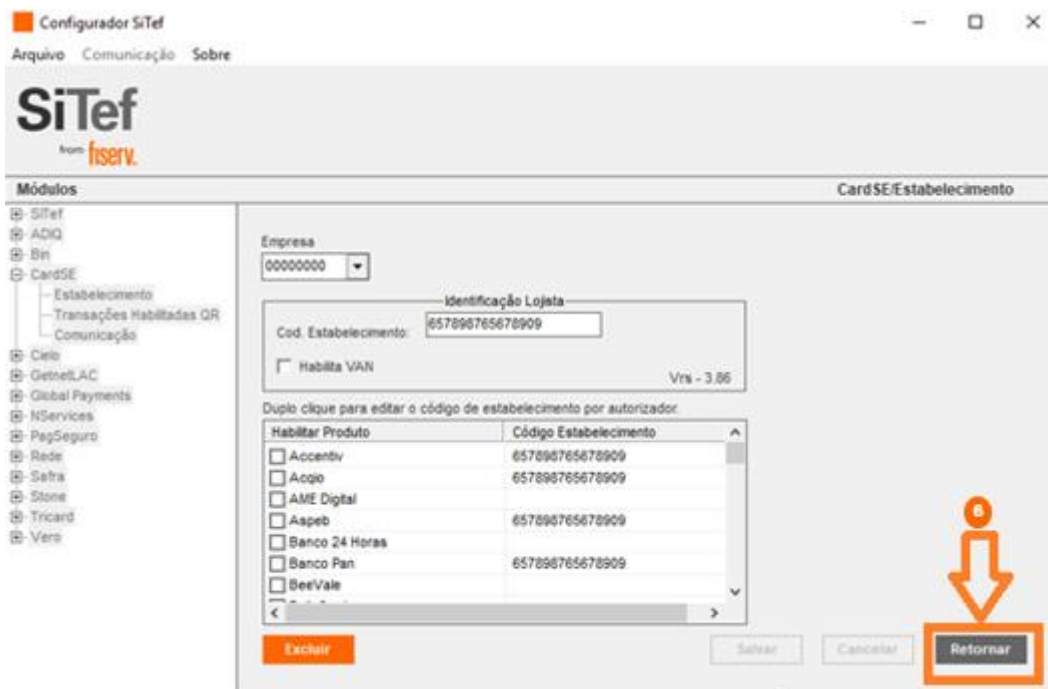 Configurador SiTef
Arquivo Comunicação Sobre
SiTef
from fiserv.
Módulos CardSE/Estabelecimento
SiTef
ADIQ
Bin
CardSE
Estabelecimento
Transações Habilitadas QR
Comunicação
Cielo
GetnetLAC
Global Payments
NServices
PagSeguro
Rede
Safra
Stone
Tricard
Vero
Empresa
00000000
Identificação Lojista
Cod. Estabelecimento: 657898765678909
Habilita VAN
Vrs - 3.86
Duplo clique para editar o código de estabelecimento por autorizador.
Habilitar Produto Código Estabelecimento
Accentiv 657898765678909
Acqio 657898765678909
AME Digital
Aspeb 657898765678909
Banco 24 Horas
Banco Pan 657898765678909
BeeVale
6
Excluir Salvar Cancelar Retornar